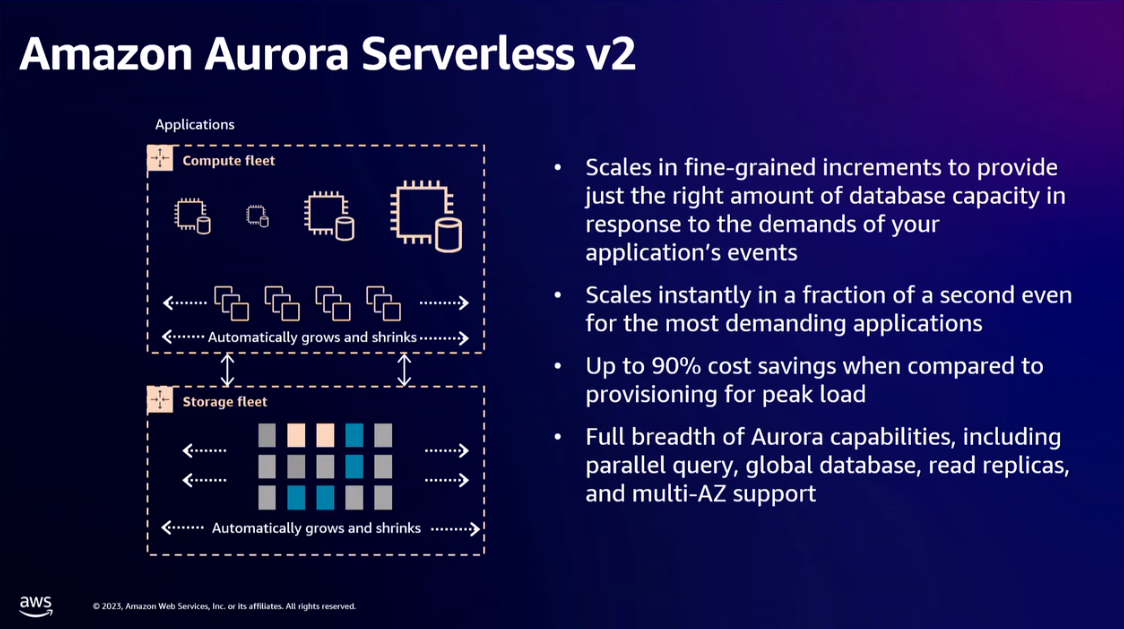 Amazon Aurora Serverless v2
Applications
Compute fleet
Automatically grows and shrinks
Storage fleet
Automatically grows and shrinks
• Scales in fine-grained increments to provide
just the right amount of database capacity in
response to the demands of your
application’s events
• Scales instantly in a fraction of a second even
for the most demanding applications
• Up to 90% cost savings when compared to
provisioning for peak load
• Full breadth of Aurora capabilities, including
parallel query, global database, read replicas,
and multi-AZ support
aws
© 2023, Amazon Web Services, Inc. or its affiliates. All rights reserved.